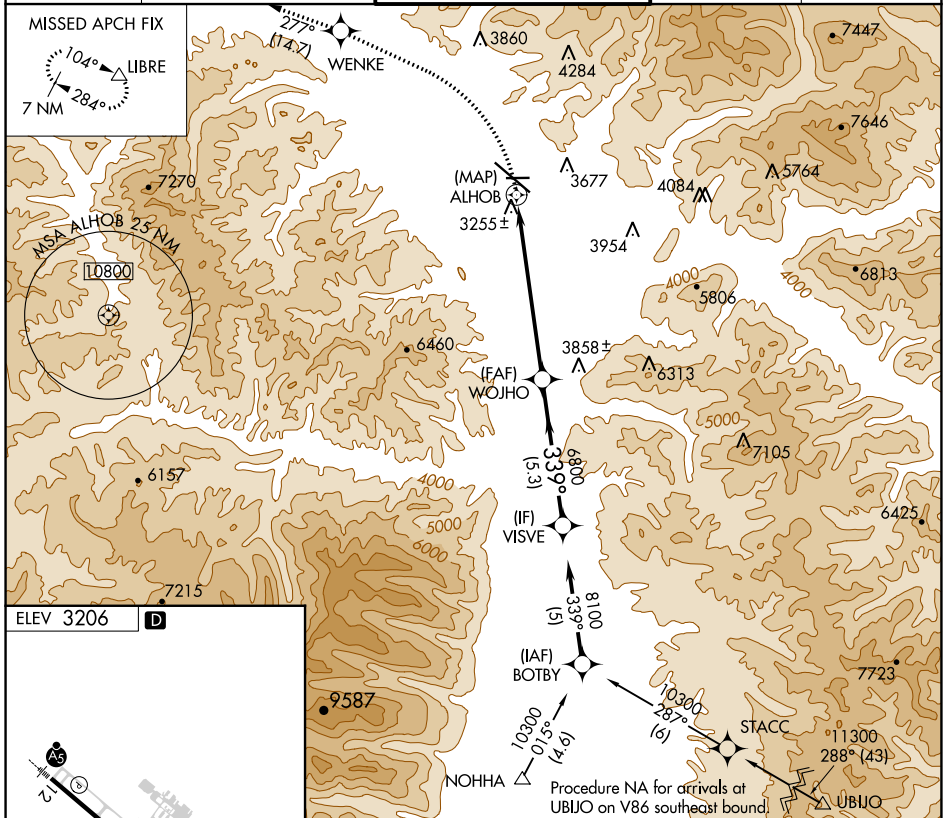 MISSED APCH FIX
104°
LIBRE
284°
7 NM
277°
(14.7)
WENKE
3860
4284
7447
7646
(MAP)
ALHOB
3677
5764
4084
3255±
3954
7270
MSA ALHOB 25 NM
10800
4000
5806
4000
6813
6460
3858±
6313
(FAF)
WOJHO
5000
7105
6800
339°
(5.3)
6157
4000
5000
6000
(IF)
VISVE
6425
7215
8100
339°
(5)
ELEV 3206
D
(IAF)
BOTBY
7723
9587
10300
287°
(6)
STACC
10300
015°
(4.6)
11300
288° (43)
NOHHA
Procedure NA for arrivals at
UBIJO on V86 southeast bound.
UBIJO
A5
P
12